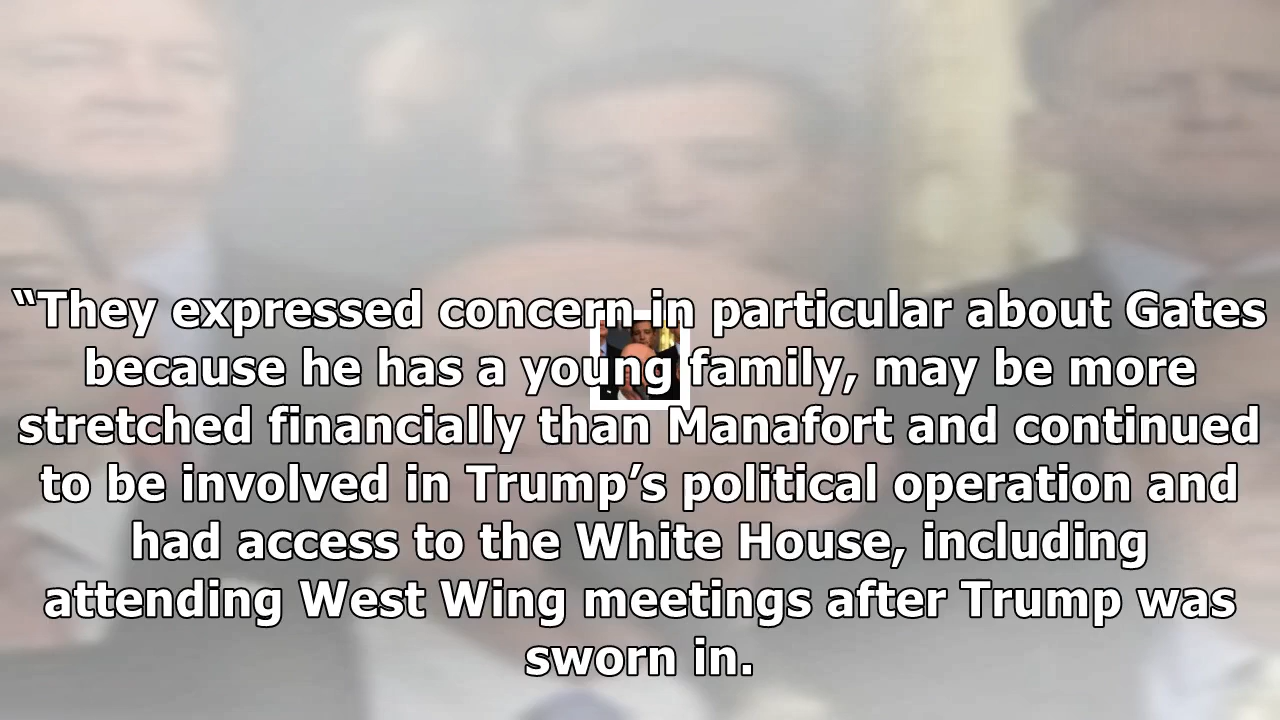 “They expressed concern in particular about Gates
because he has a young family, may be more
stretched financially than Manafort and continued
to be involved in Trump’s political operation and
had access to the White House, including
attending West Wing meetings after Trump was
sworn in.